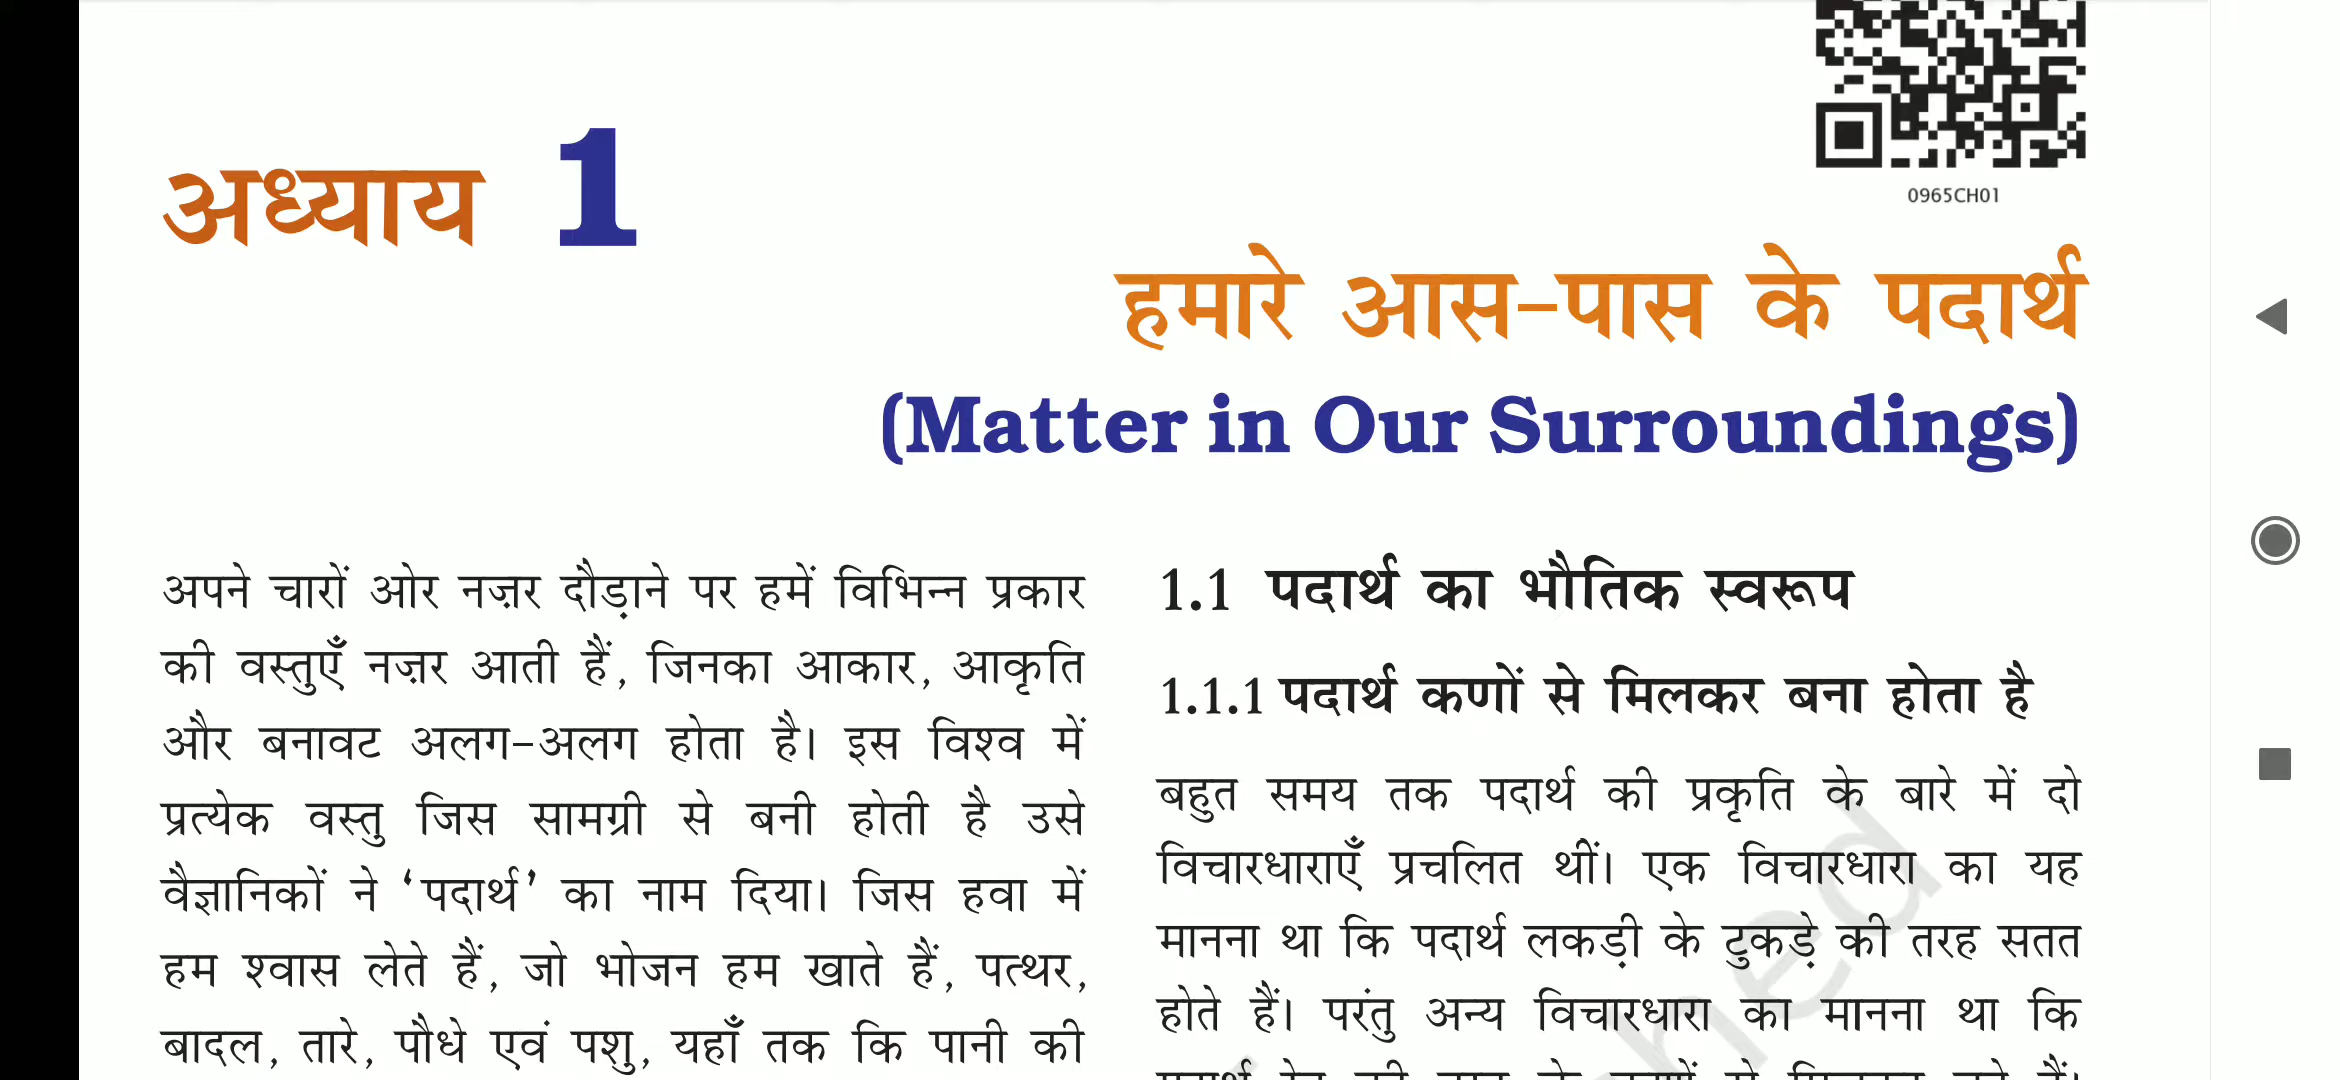 0965CH01
अध्याय 1
हमारे आस-पास के पदार्थ
(Matter in Our Surroundings)
अपने चारों ओर नज़र दौड़ाने पर हमें विभिन्न प्रकार
की वस्तुएँ नज़र आती हैं, जिनका आकार, आकृति
और बनावट अलग-अलग होता है। इस विश्व में
प्रत्येक वस्तु जिस सामग्री से बनी होती है उसे
वैज्ञानिकों ने ‘पदार्थ’ का नाम दिया। जिस हवा में
हम श्वास लेते हैं, जो भोजन हम खाते हैं, पत्थर,
बादल, तारे, पौधे एवं पशु, यहाँ तक कि पानी की
1.1 पदार्थ का भौतिक स्वरूप
1.1.1 पदार्थ कणों से मिलकर बना होता है
बहुत समय तक पदार्थ की प्रकृति के बारे में दो
विचारधाराएँ प्रचलित थीं। एक विचारधारा का यह
मानना था कि पदार्थ लकड़ी के टुकड़े की तरह सतत
होते हैं। परंतु अन्य विचारधारा का मानना था कि